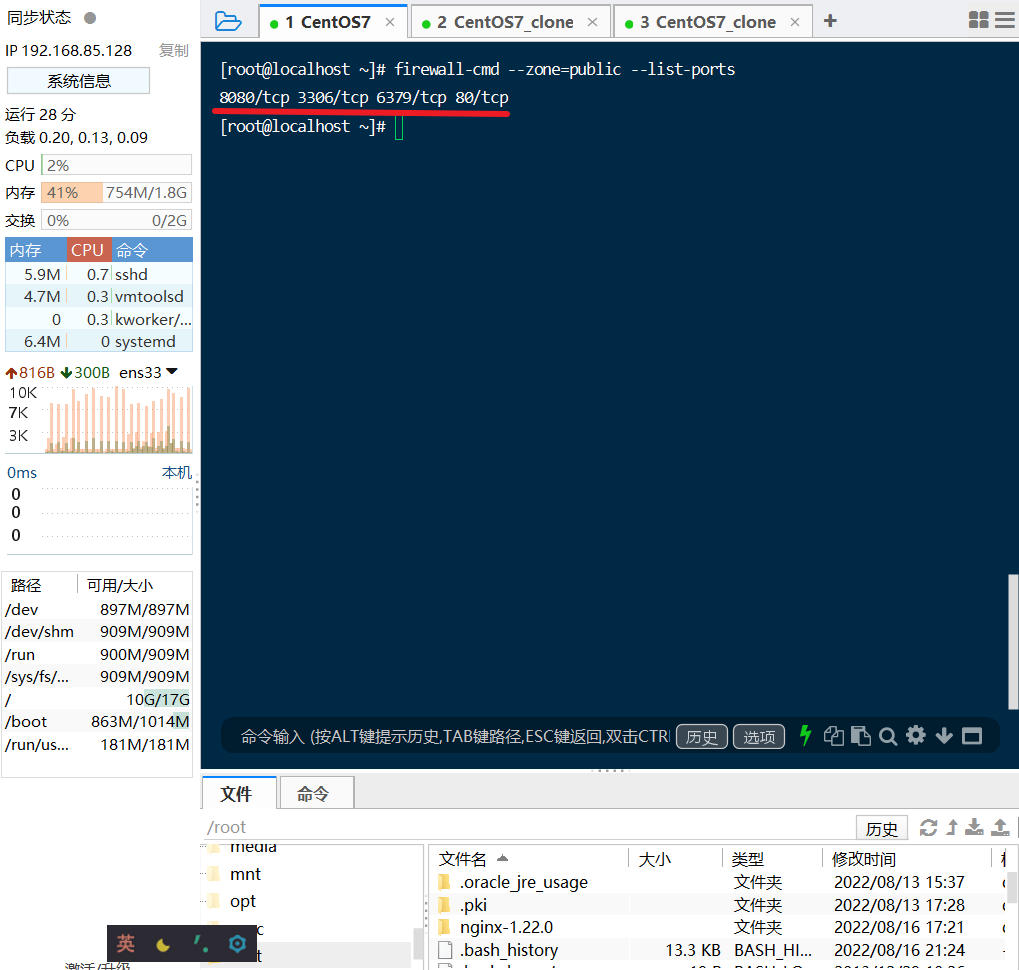 同步状态
IP 192.168.85.128 复制
系统信息
运行 28 分
负载 0.20, 0.13, 0.09
CPU 2%
内存 41% 754M/1.8G
交换 0% 0/2G
内存 CPU 命令
5.9M 0.7 sshd
4.7M 0.3 vmtoolsd
0 0.3 kworker/...
6.4M 0 systemd
816B 300B ens33
10K
7K
3K
0ms 本机
0
0
0
路径 可用/大小
/dev 897M/897M
/dev/shm 909M/909M
/run 900M/909M
/sys/fs/... 909M/909M
/ 10G/17G
/boot 863M/1014M
/run/us... 181M/181M
1 CentOS7
2 CentOS7_clone
3 CentOS7_clone
[root@localhost ~]# firewall-cmd --zone=public --list-ports
8080/tcp 3306/tcp 6379/tcp 80/tcp
[root@localhost ~]#
命令输入 (按ALT键提示历史,TAB键路径,ESC键返回,双击CTRL 历史 选项
文件 命令
/root 历史
media
mnt
opt
文件名 大小 类型 修改时间
.oracle_jre_usage 文件夹 2022/08/13 15:37
.pki 文件夹 2022/08/13 17:28
nginx-1.22.0 文件夹 2022/08/16 17:21
.bash_history 13.3 KB BASH_HI... 2022/08/16 21:24
英
激活/升级